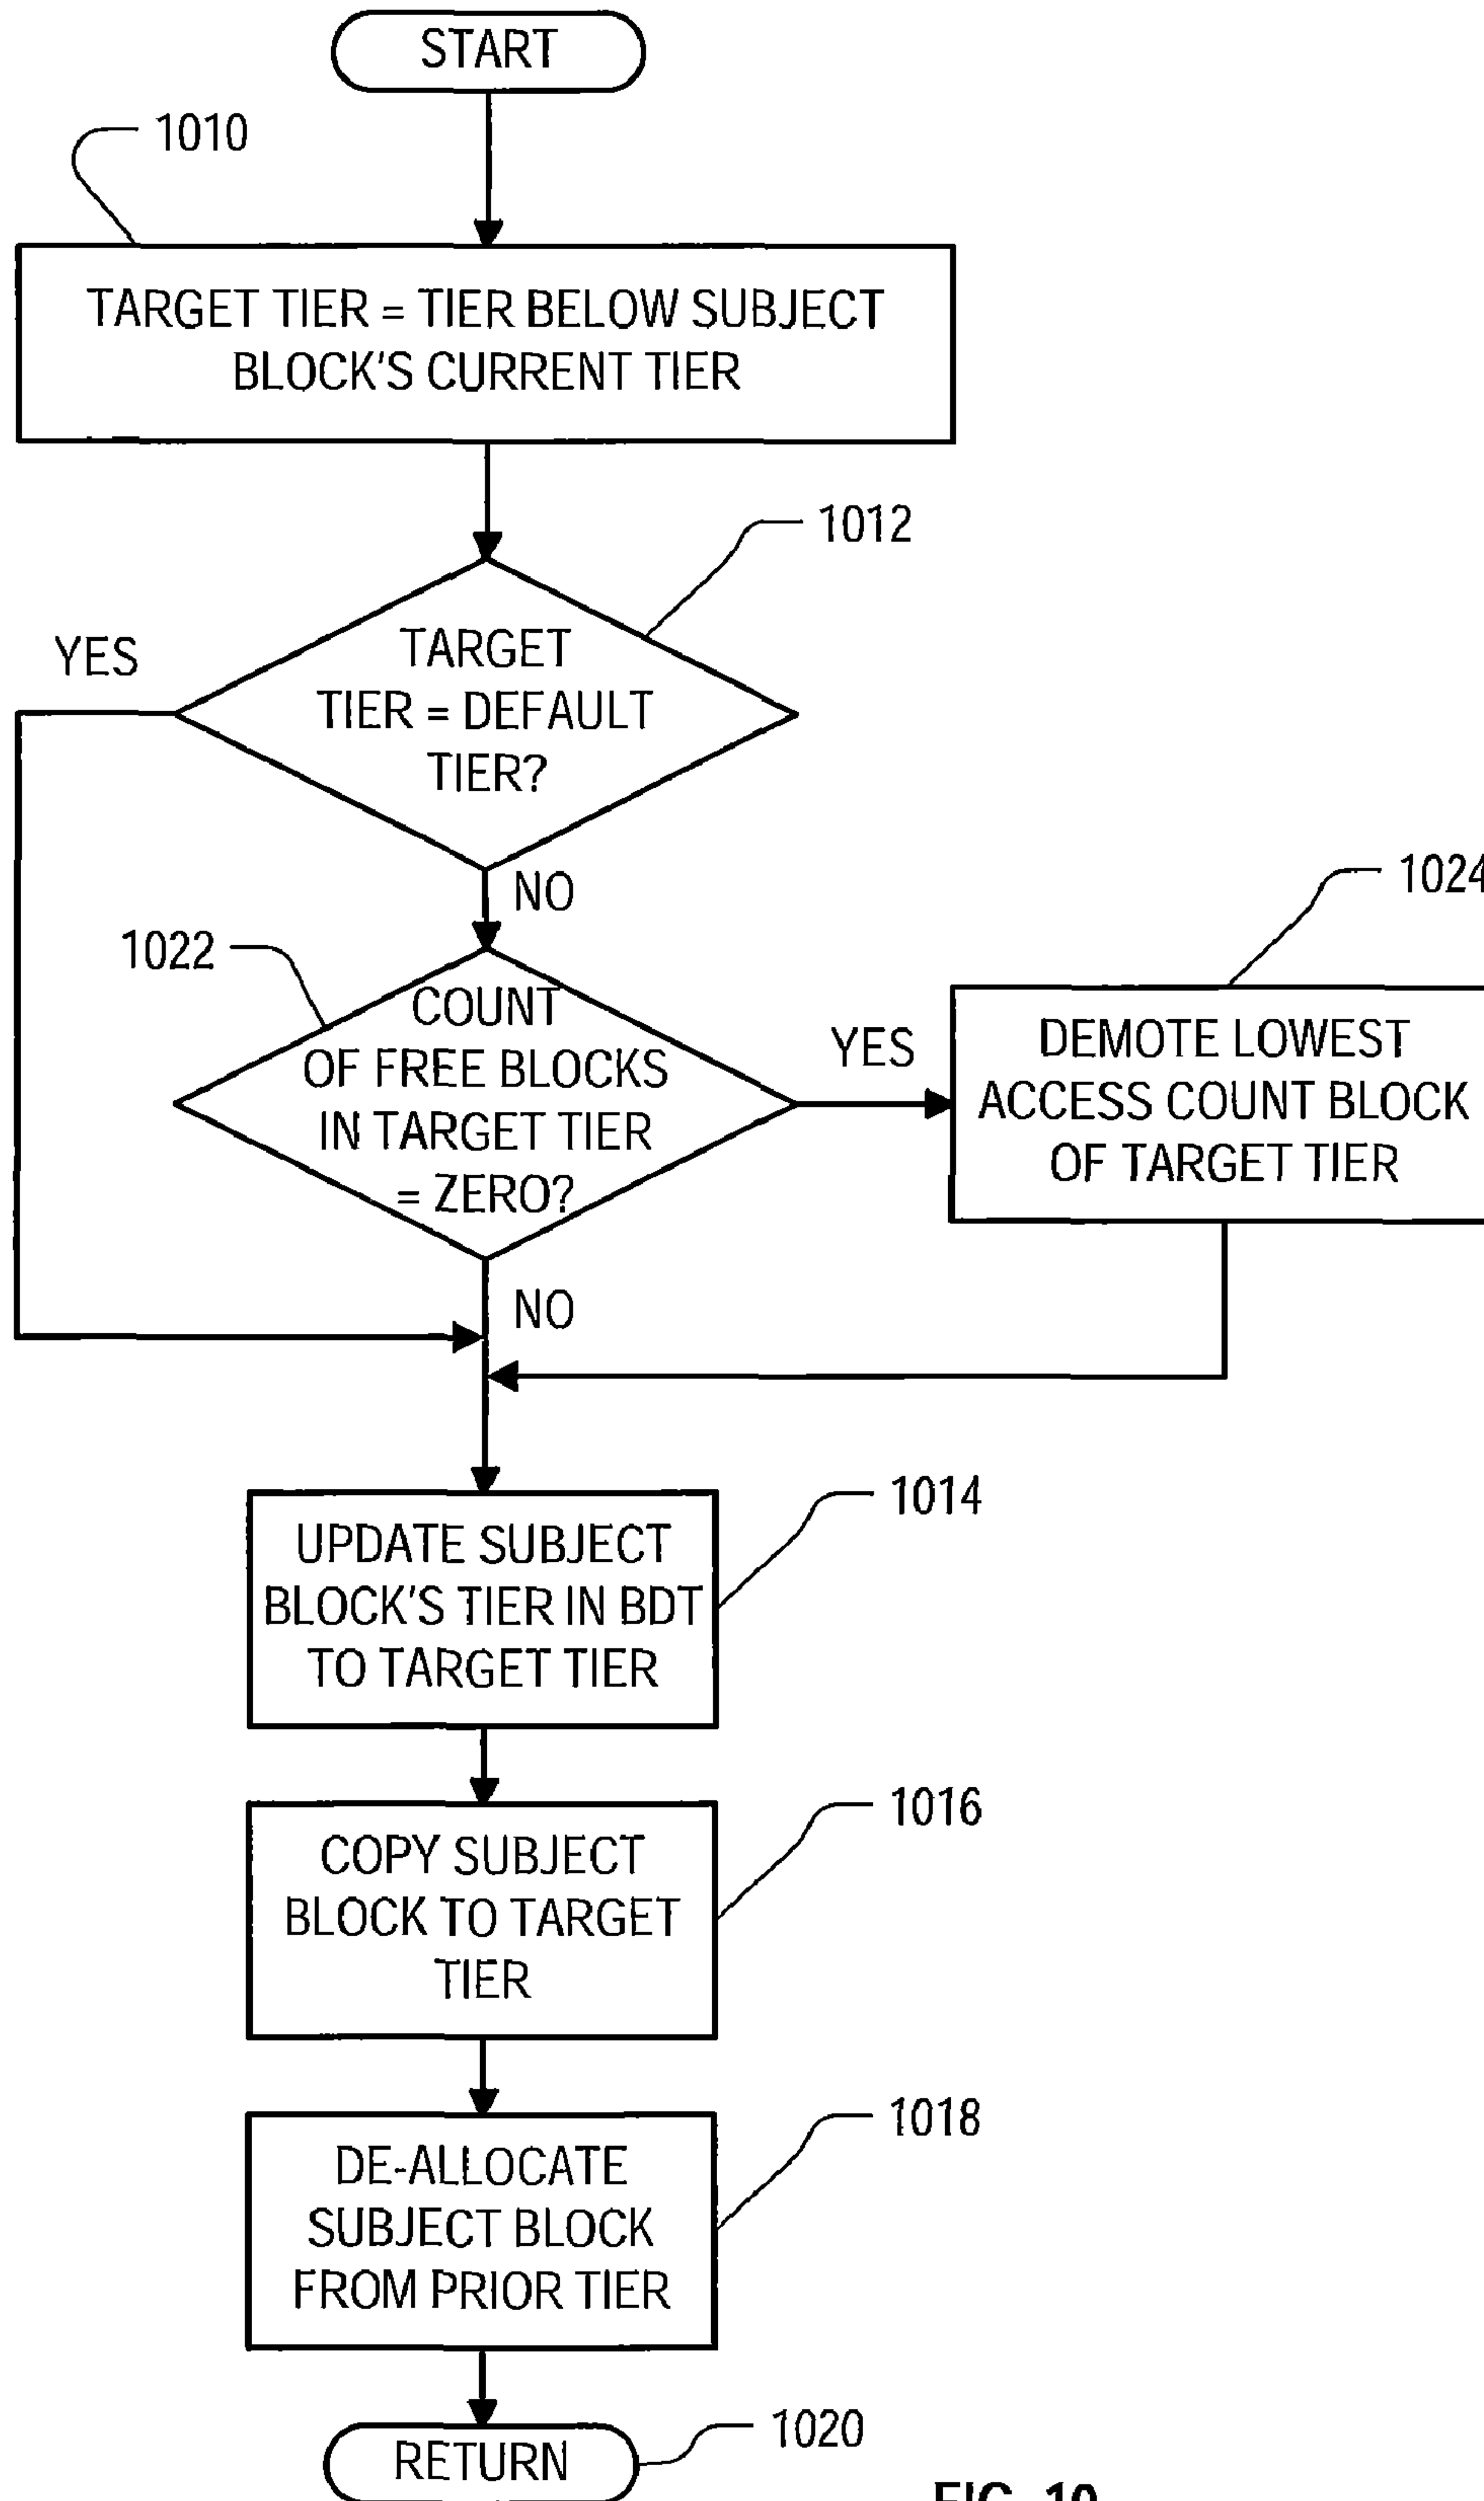 START
1010
TARGET TIER = TIER BELOW SUBJECT
BLOCK'S CURRENT TIER
1012
YES
TARGET
TIER = DEFAULT
TIER?
NO
1022
COUNT
OF FREE BLOCKS
IN TARGET TIER
= ZERO?
YES
1024
DEMOTE LOWEST
ACCESS COUNT BLOCK
OF TARGET TIER
NO
1014
UPDATE SUBJECT
BLOCK'S TIER IN BDT
TO TARGET TIER
1016
COPY SUBJECT
BLOCK TO TARGET
TIER
1018
DE-ALLOCATE
SUBJECT BLOCK
FROM PRIOR TIER
RETURN
1020
FIG. 10